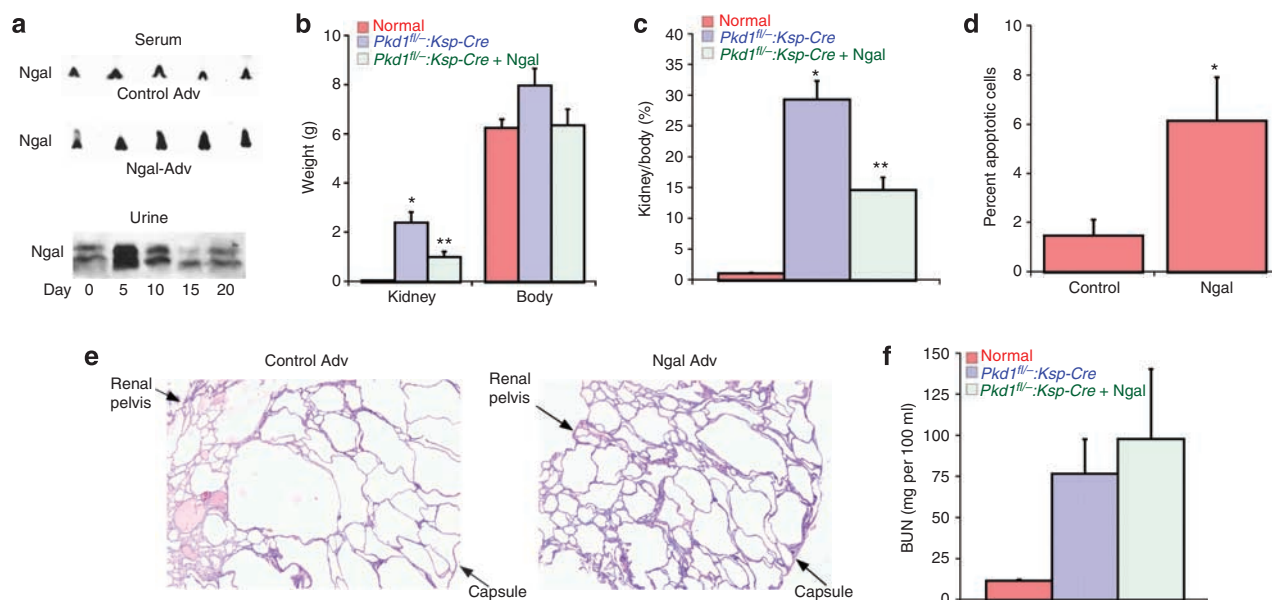 a
Serum
Ngal
Control Adv
Ngal
Ngal-Adv
Urine
Ngal
Day 0 5 10 15 20
b
Normal
Pkd1fl/–:Ksp-Cre
Pkd1fl/–:Ksp-Cre + Ngal
Weight (g)
10
8
6
4
2
0
*
**
Kidney Body
c
Normal
Pkd1fl/–:Ksp-Cre
Pkd1fl/–:Ksp-Cre + Ngal
Kidney/body (%)
40
35
30
25
20
15
10
5
0
*
**
d
Percent apoptotic cells
10
8
6
4
2
0
*
Control Ngal
e
Control Adv
Renal
pelvis
Capsule
Ngal Adv
Renal
pelvis
Capsule
f
Normal
Pkd1fl/–:Ksp-Cre
Pkd1fl/–:Ksp-Cre + Ngal
BUN (mg per 100 ml)
150
125
100
75
50
25
0